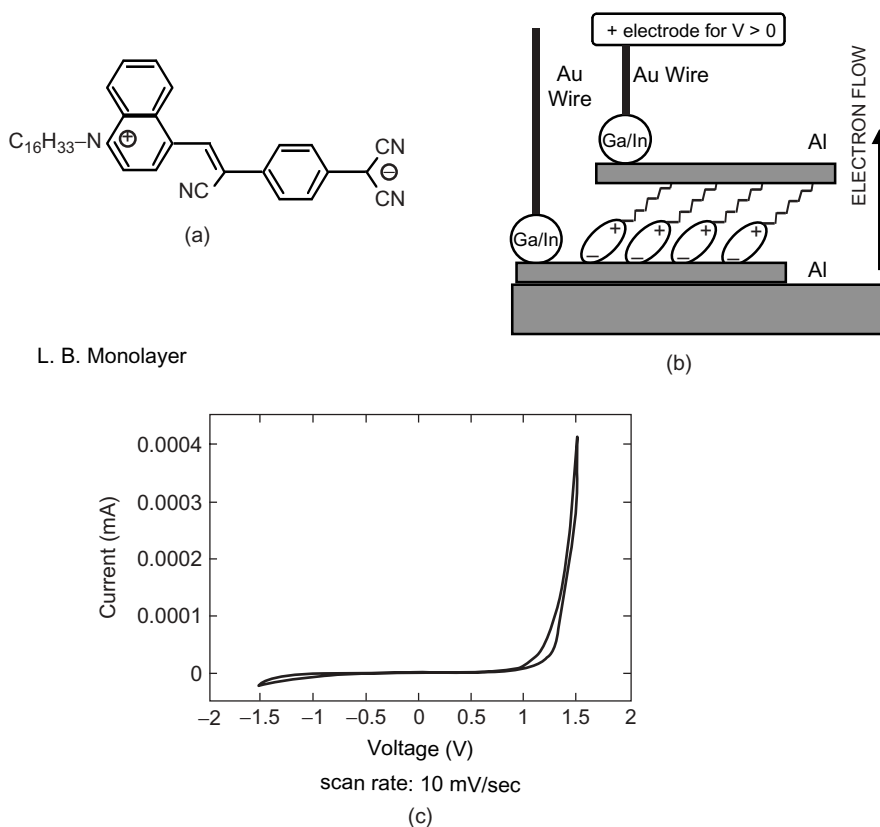 C₁₆H₃₃–N
⊕
NC
CN
⊖
CN
(a)
+ electrode for V > 0
Au
Wire
Au Wire
Ga/In
Al
Ga/In
+ + + +
– – – –
Al
ELECTRON FLOW
(b)
L. B. Monolayer
Current (mA)
0.0004
0.0003
0.0002
0.0001
0
–2 –1.5 –1 –0.5 0 0.5 1 1.5 2
Voltage (V)
scan rate: 10 mV/sec
(c)